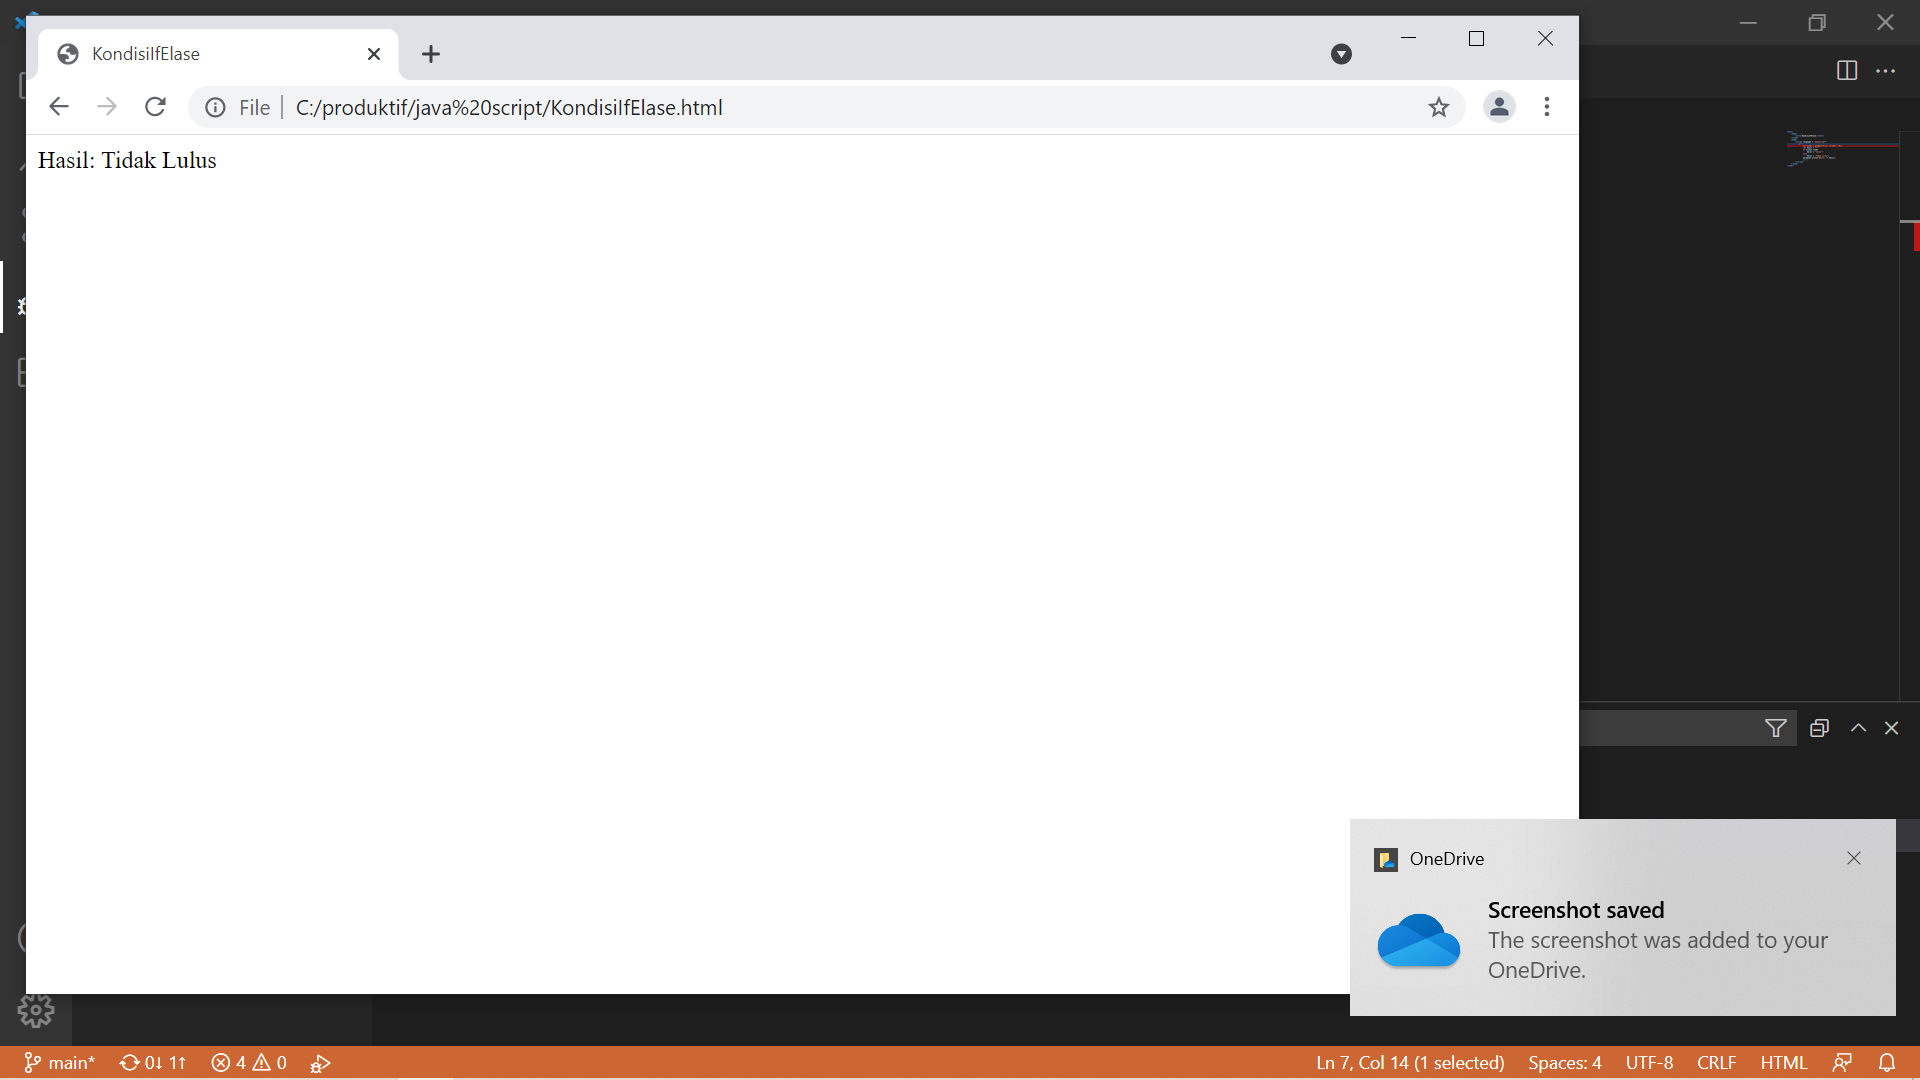 KondisiIfElase
File
C:/produktif/java%20script/KondisiIfElase.html
Hasil: Tidak Lulus
OneDrive
Screenshot saved
The screenshot was added to your
OneDrive.
main* 0↓ 1↑ 4 0
Ln 7, Col 14 (1 selected) Spaces: 4 UTF-8 CRLF HTML